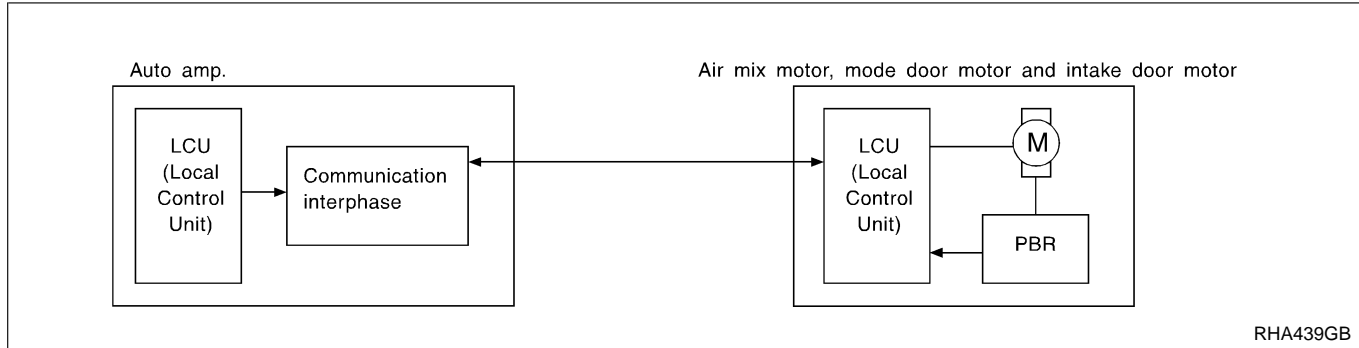 Auto amp.
LCU
(Local
Control
Unit)
Communication
interphase
Air mix motor, mode door motor and intake door motor
LCU
(Local
Control
Unit)
M
PBR
RHA439GB